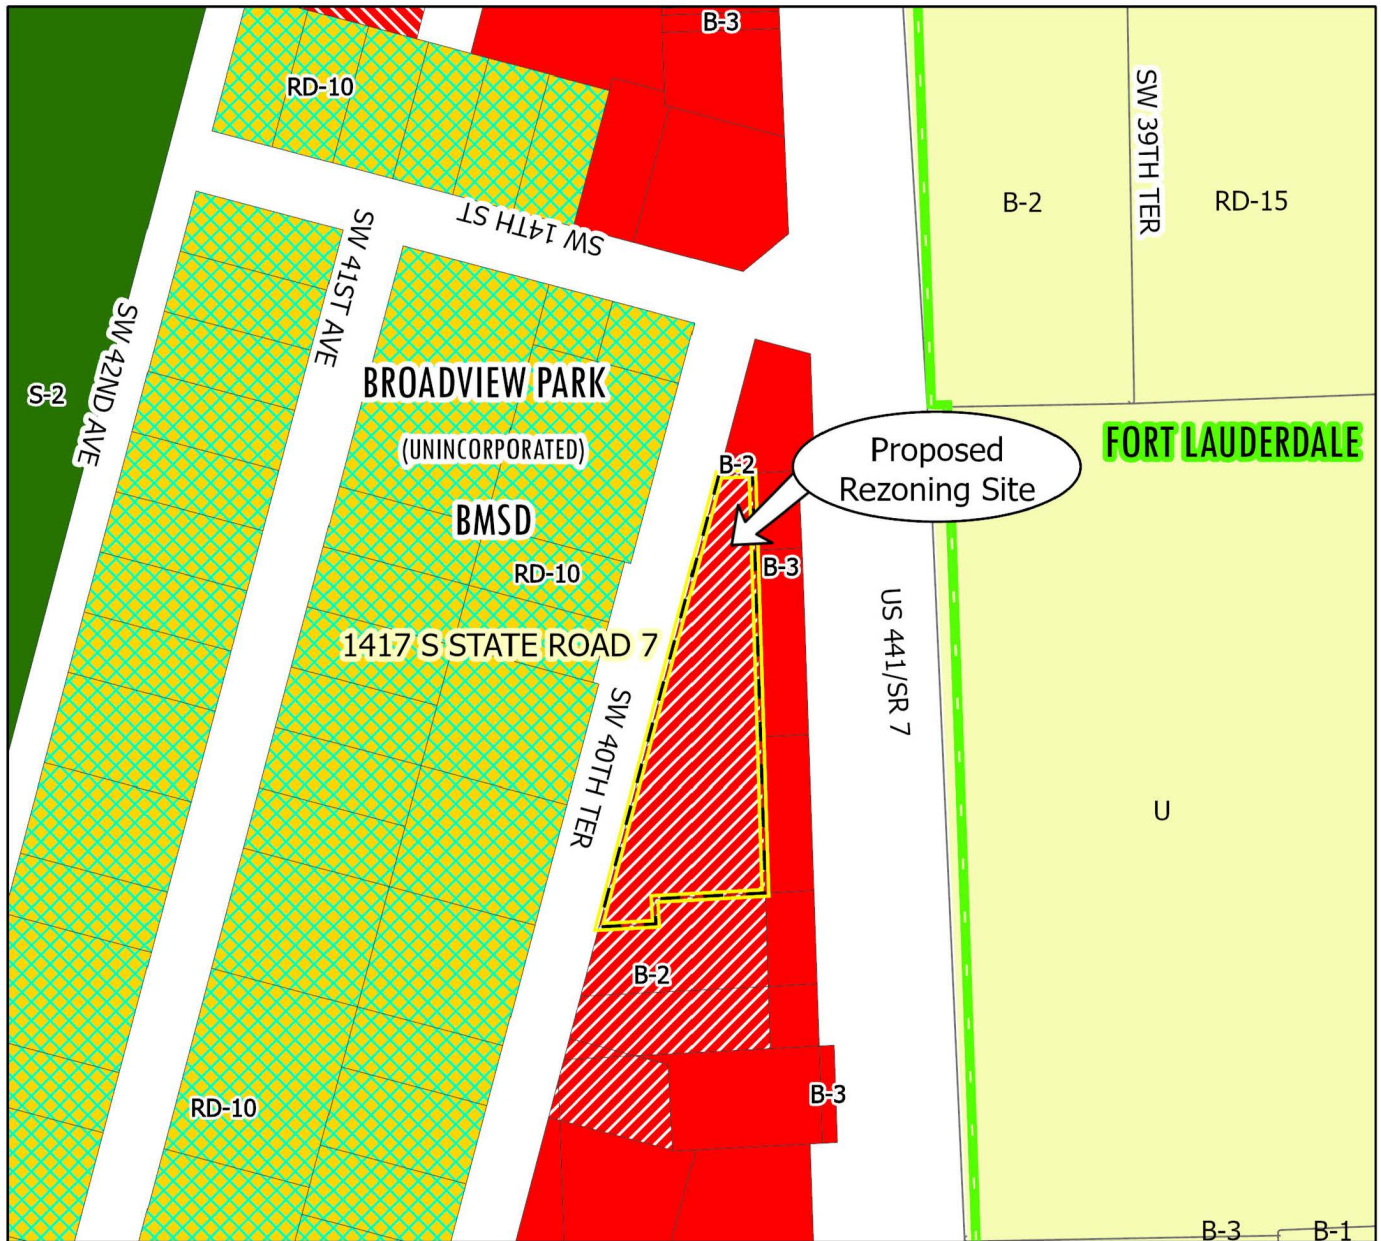 B-3
RD-10
SW 39TH TER
B-2
RD-15
SW 14TH ST
SW 41ST AVE
SW 42ND AVE
S-2
BROADVIEW PARK
(UNINCORPORATED)
BMSD
RD-10
B-2
Proposed
Rezoning Site
FORT LAUDERDALE
B-3
1417 S STATE ROAD 7
US 441/SR 7
SW 40TH TER
U
B-2
B-3
RD-10
B-3
B-1